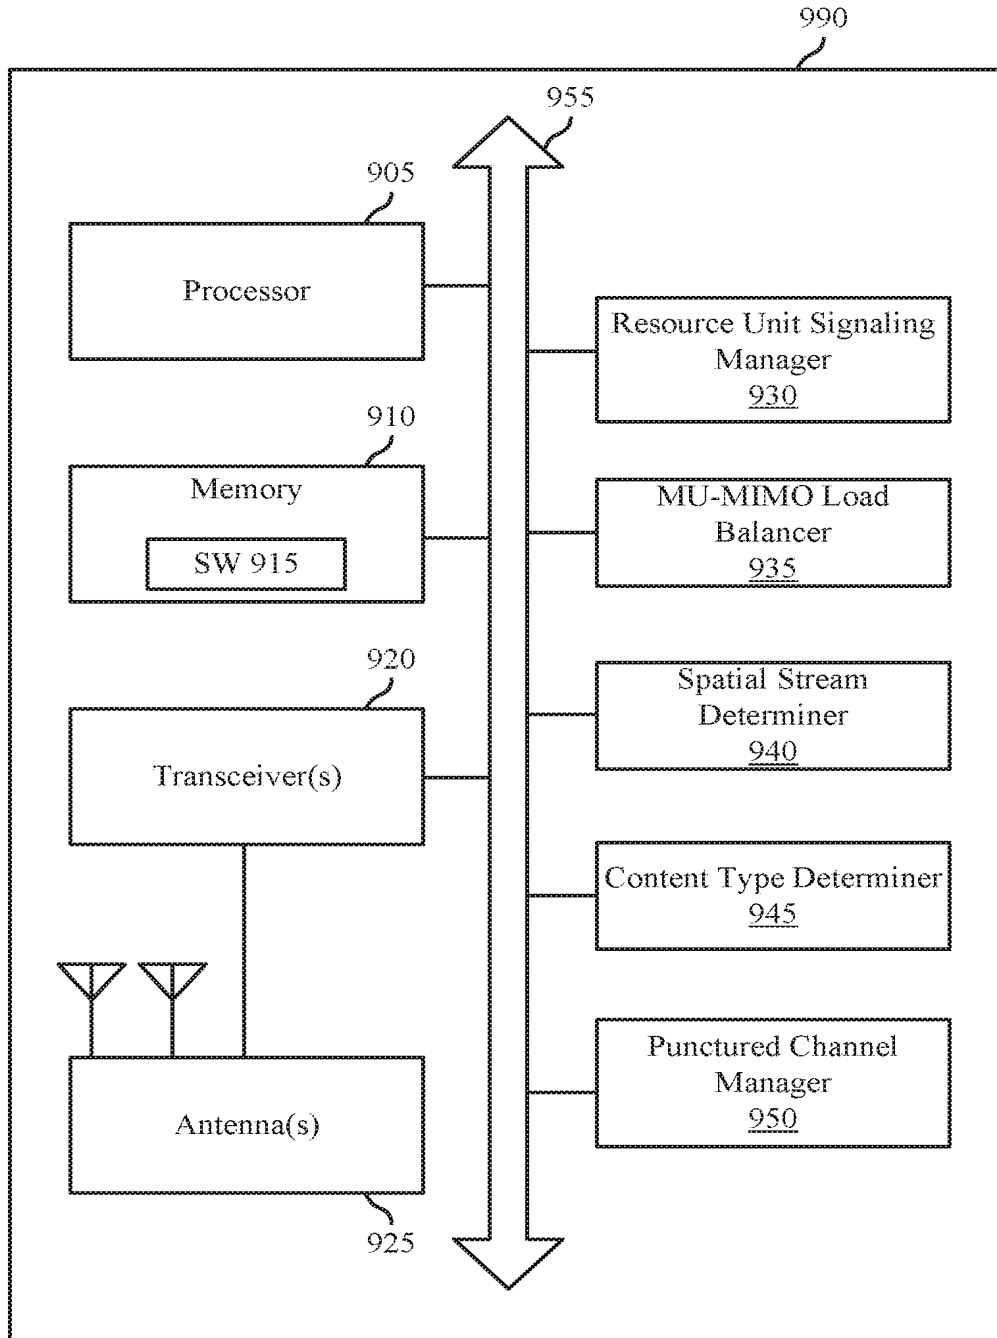 990
955
905
Processor
Resource Unit Signaling
Manager
930
910
Memory
SW 915
MU-MIMO Load
Balancer
935
920
Transceiver(s)
Spatial Stream
Determiner
940
Content Type Determiner
945
Antenna(s)
925
Punctured Channel
Manager
950